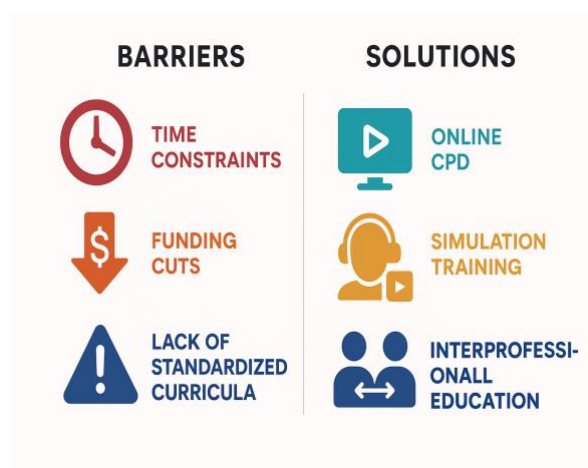 BARRIERS
TIME
CONSTRAINTS
$
FUNDING
CUTS
!
LACK OF
STANDARDIZED
CURRICULA
SOLUTIONS
ONLINE
CPD
SIMULATION
TRAINING
INTERPROFESSI-
ONALL
EDUCATION